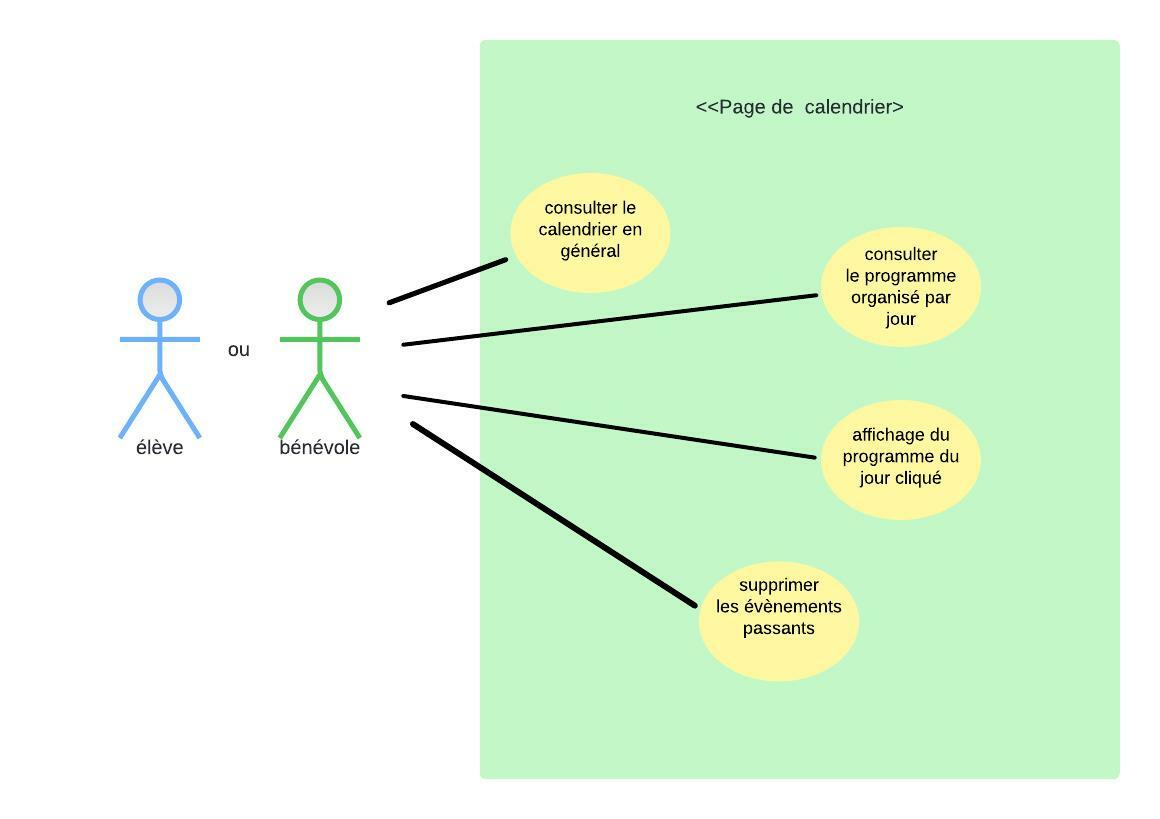 <<Page de  calendrier>
consulter le
calendrier en
général
consulter
le programme
organisé par
jour
ou
élève
bénévole
affichage du
programme du
jour cliqué
supprimer
les évènements
passants